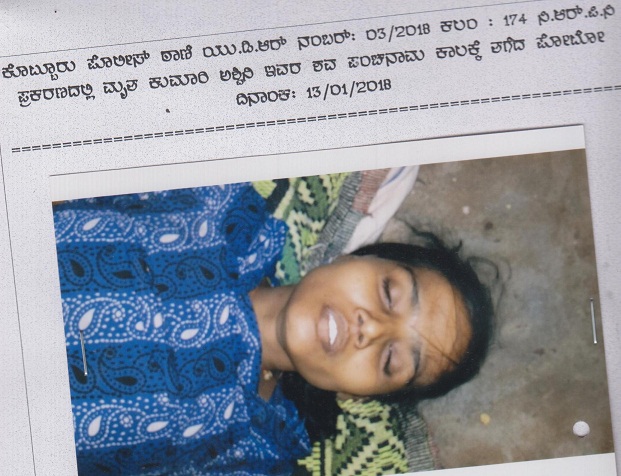 ಕೊಟ್ಟೂರು ಪೊಲೀಸ್ ಠಾಣೆ ಯು.ಡಿ.ಆರ್ ನಂಬರ್: 03/2018 ಕಲಂ : 174 ಸಿ.ಆರ್.ಪಿ.ಸಿ
ಪ್ರಕರಣದಲ್ಲಿ ಮೃತ ಕುಮಾರಿ ಅಶ್ವಿನಿ ಇವರ ಶವ ಪಂಚನಾಮ ಕಾಲಕ್ಕೆ ತೆಗೆದ ಪೋಟೋ
ದಿನಾಂಕ: 13/01/2018